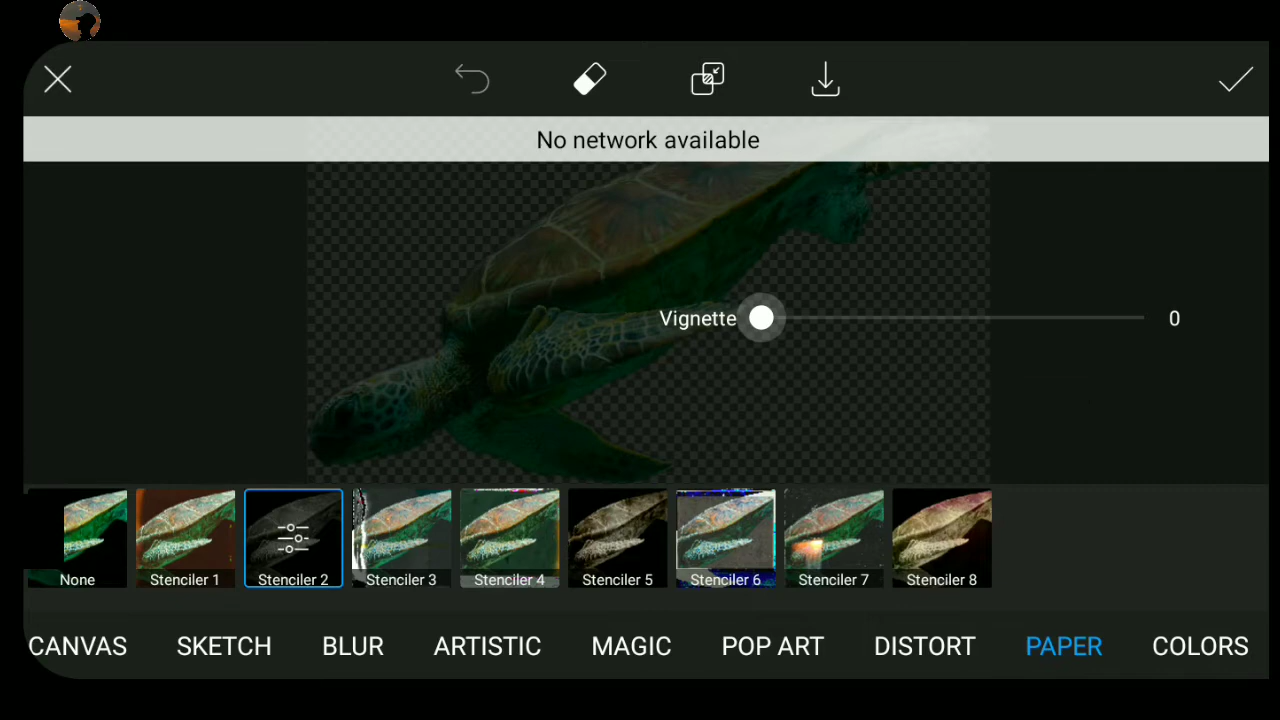 No network available
Vignette 0
None Stenciler 1 Stenciler 2 Stenciler 3 Stenciler 4 Stenciler 5 Stenciler 6 Stenciler 7 Stenciler 8
CANVAS SKETCH BLUR ARTISTIC MAGIC POP ART DISTORT PAPER COLORS